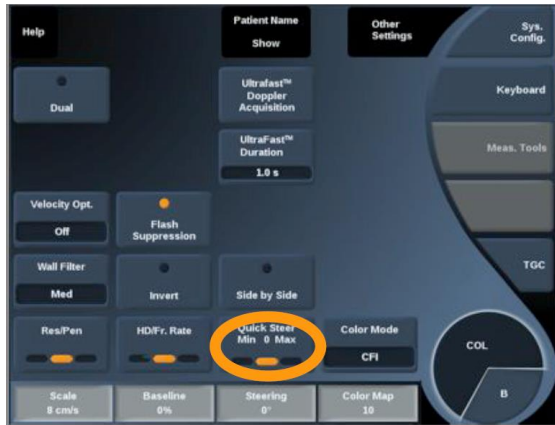 Help
Patient Name
Show
Other
Settings
Sys.
Config.
Dual
Ultrafast™
Doppler
Acquisition
Keyboard
UltraFast™
Duration
1.0 s
Meas. Tools
Velocity Opt.
Off
Flash
Suppression
Wall Filter
Med
Invert
Side by Side
TGC
Res/Pen
HD/Fr. Rate
Quick Steer
Min 0 Max
Color Mode
CFI
COL
B
Scale
8 cm/s
Baseline
0%
Steering
0°
Color Map
10